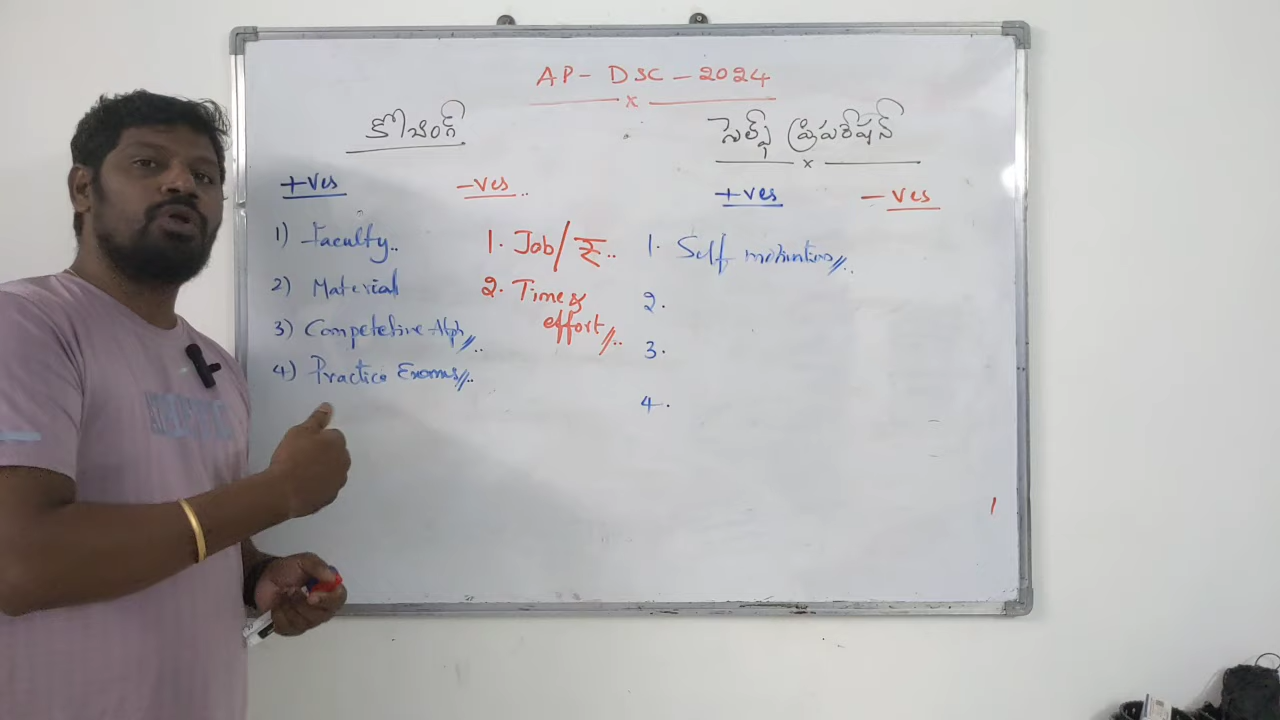 AP - DSC - 2024
x
కోచింగ్
సెల్ఫ్ ప్రిపరేషన్
x
+ves
-ves..
1) Faculty..
2) Material
3) Competetive Atph
4) Practice Exams
1. Job/₹..
2. Time &
effort
+ves
-ves
1. Self motivation
2.
3.
4.